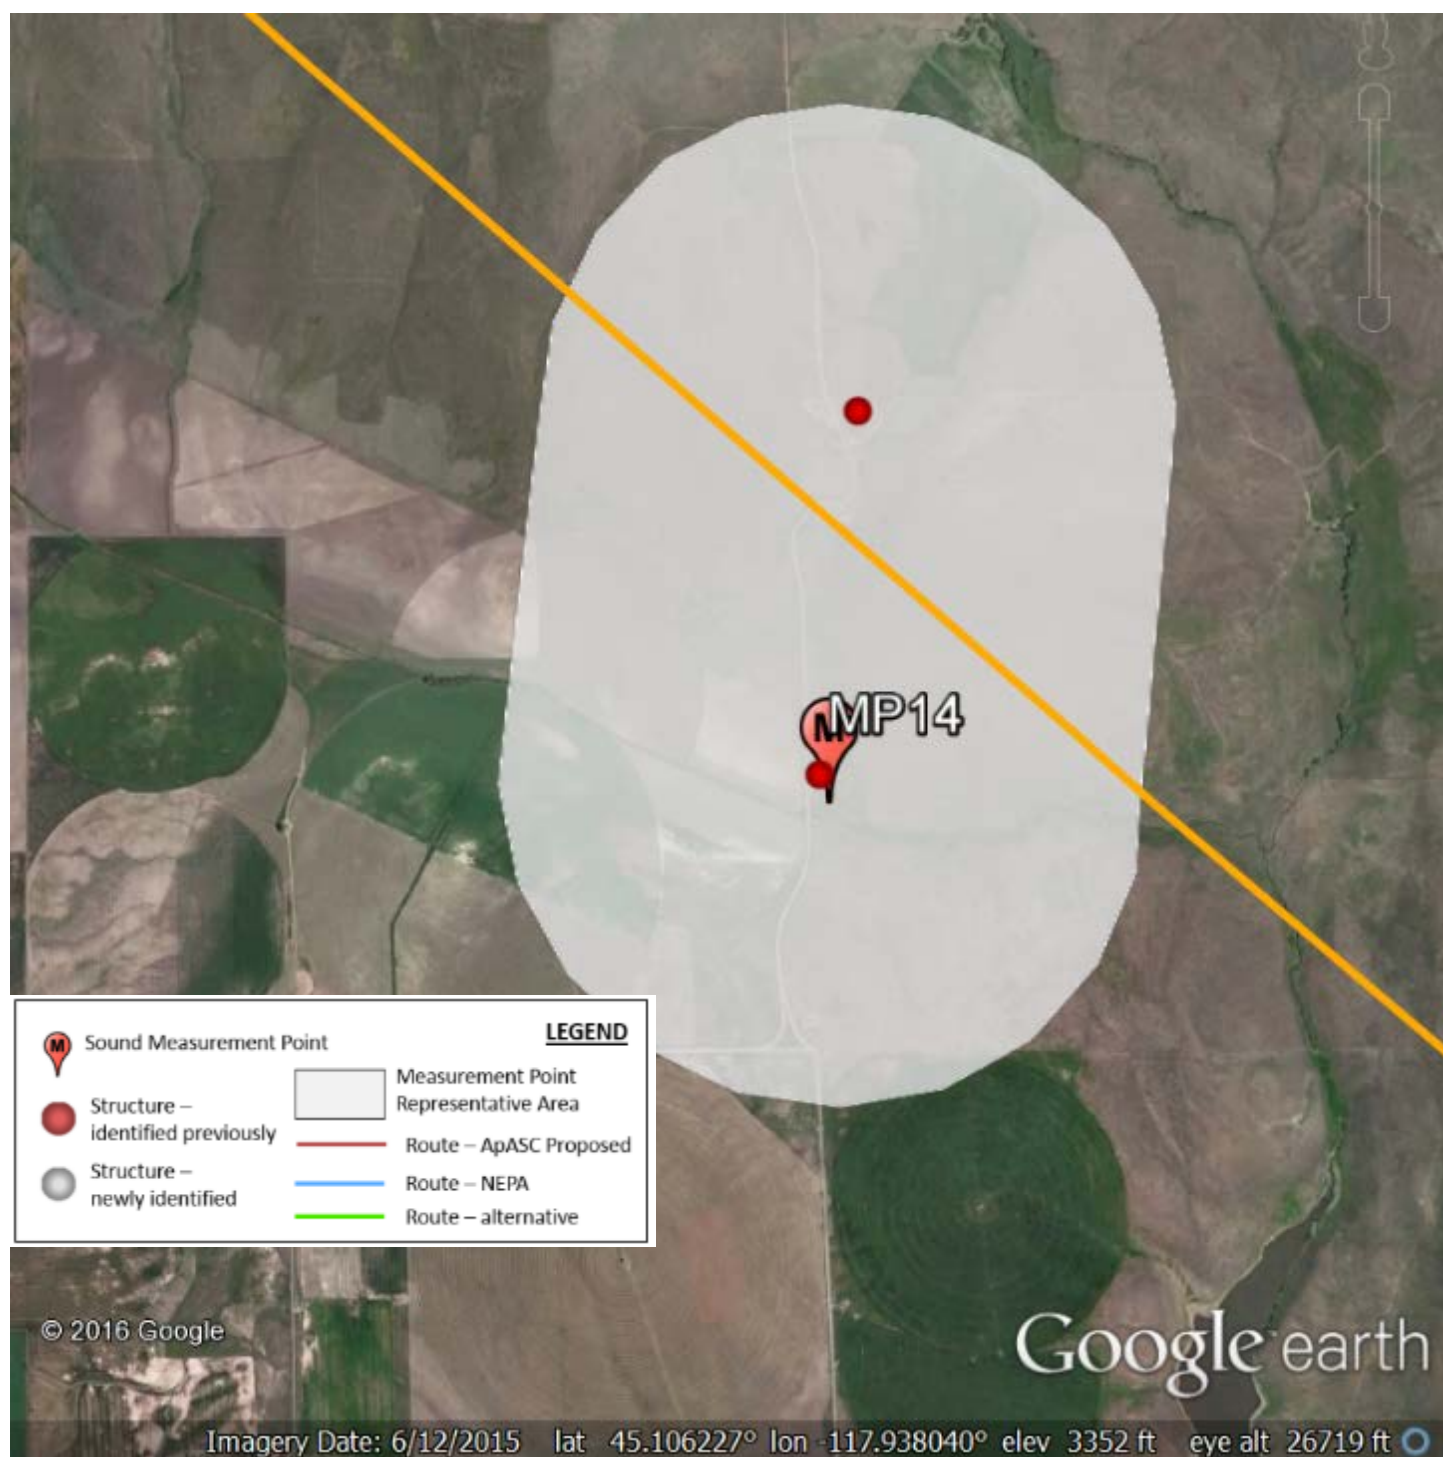 MP14
M
LEGEND
M
Sound Measurement Point
Structure –
identified previously
Structure –
newly identified
Measurement Point
Representative Area
Route – ApASC Proposed
Route – NEPA
Route – alternative
© 2016 Google
Google earth
Imagery Date: 6/12/2015 lat 45.106227° lon -117.938040° elev 3352 ft eye alt 26719 ft